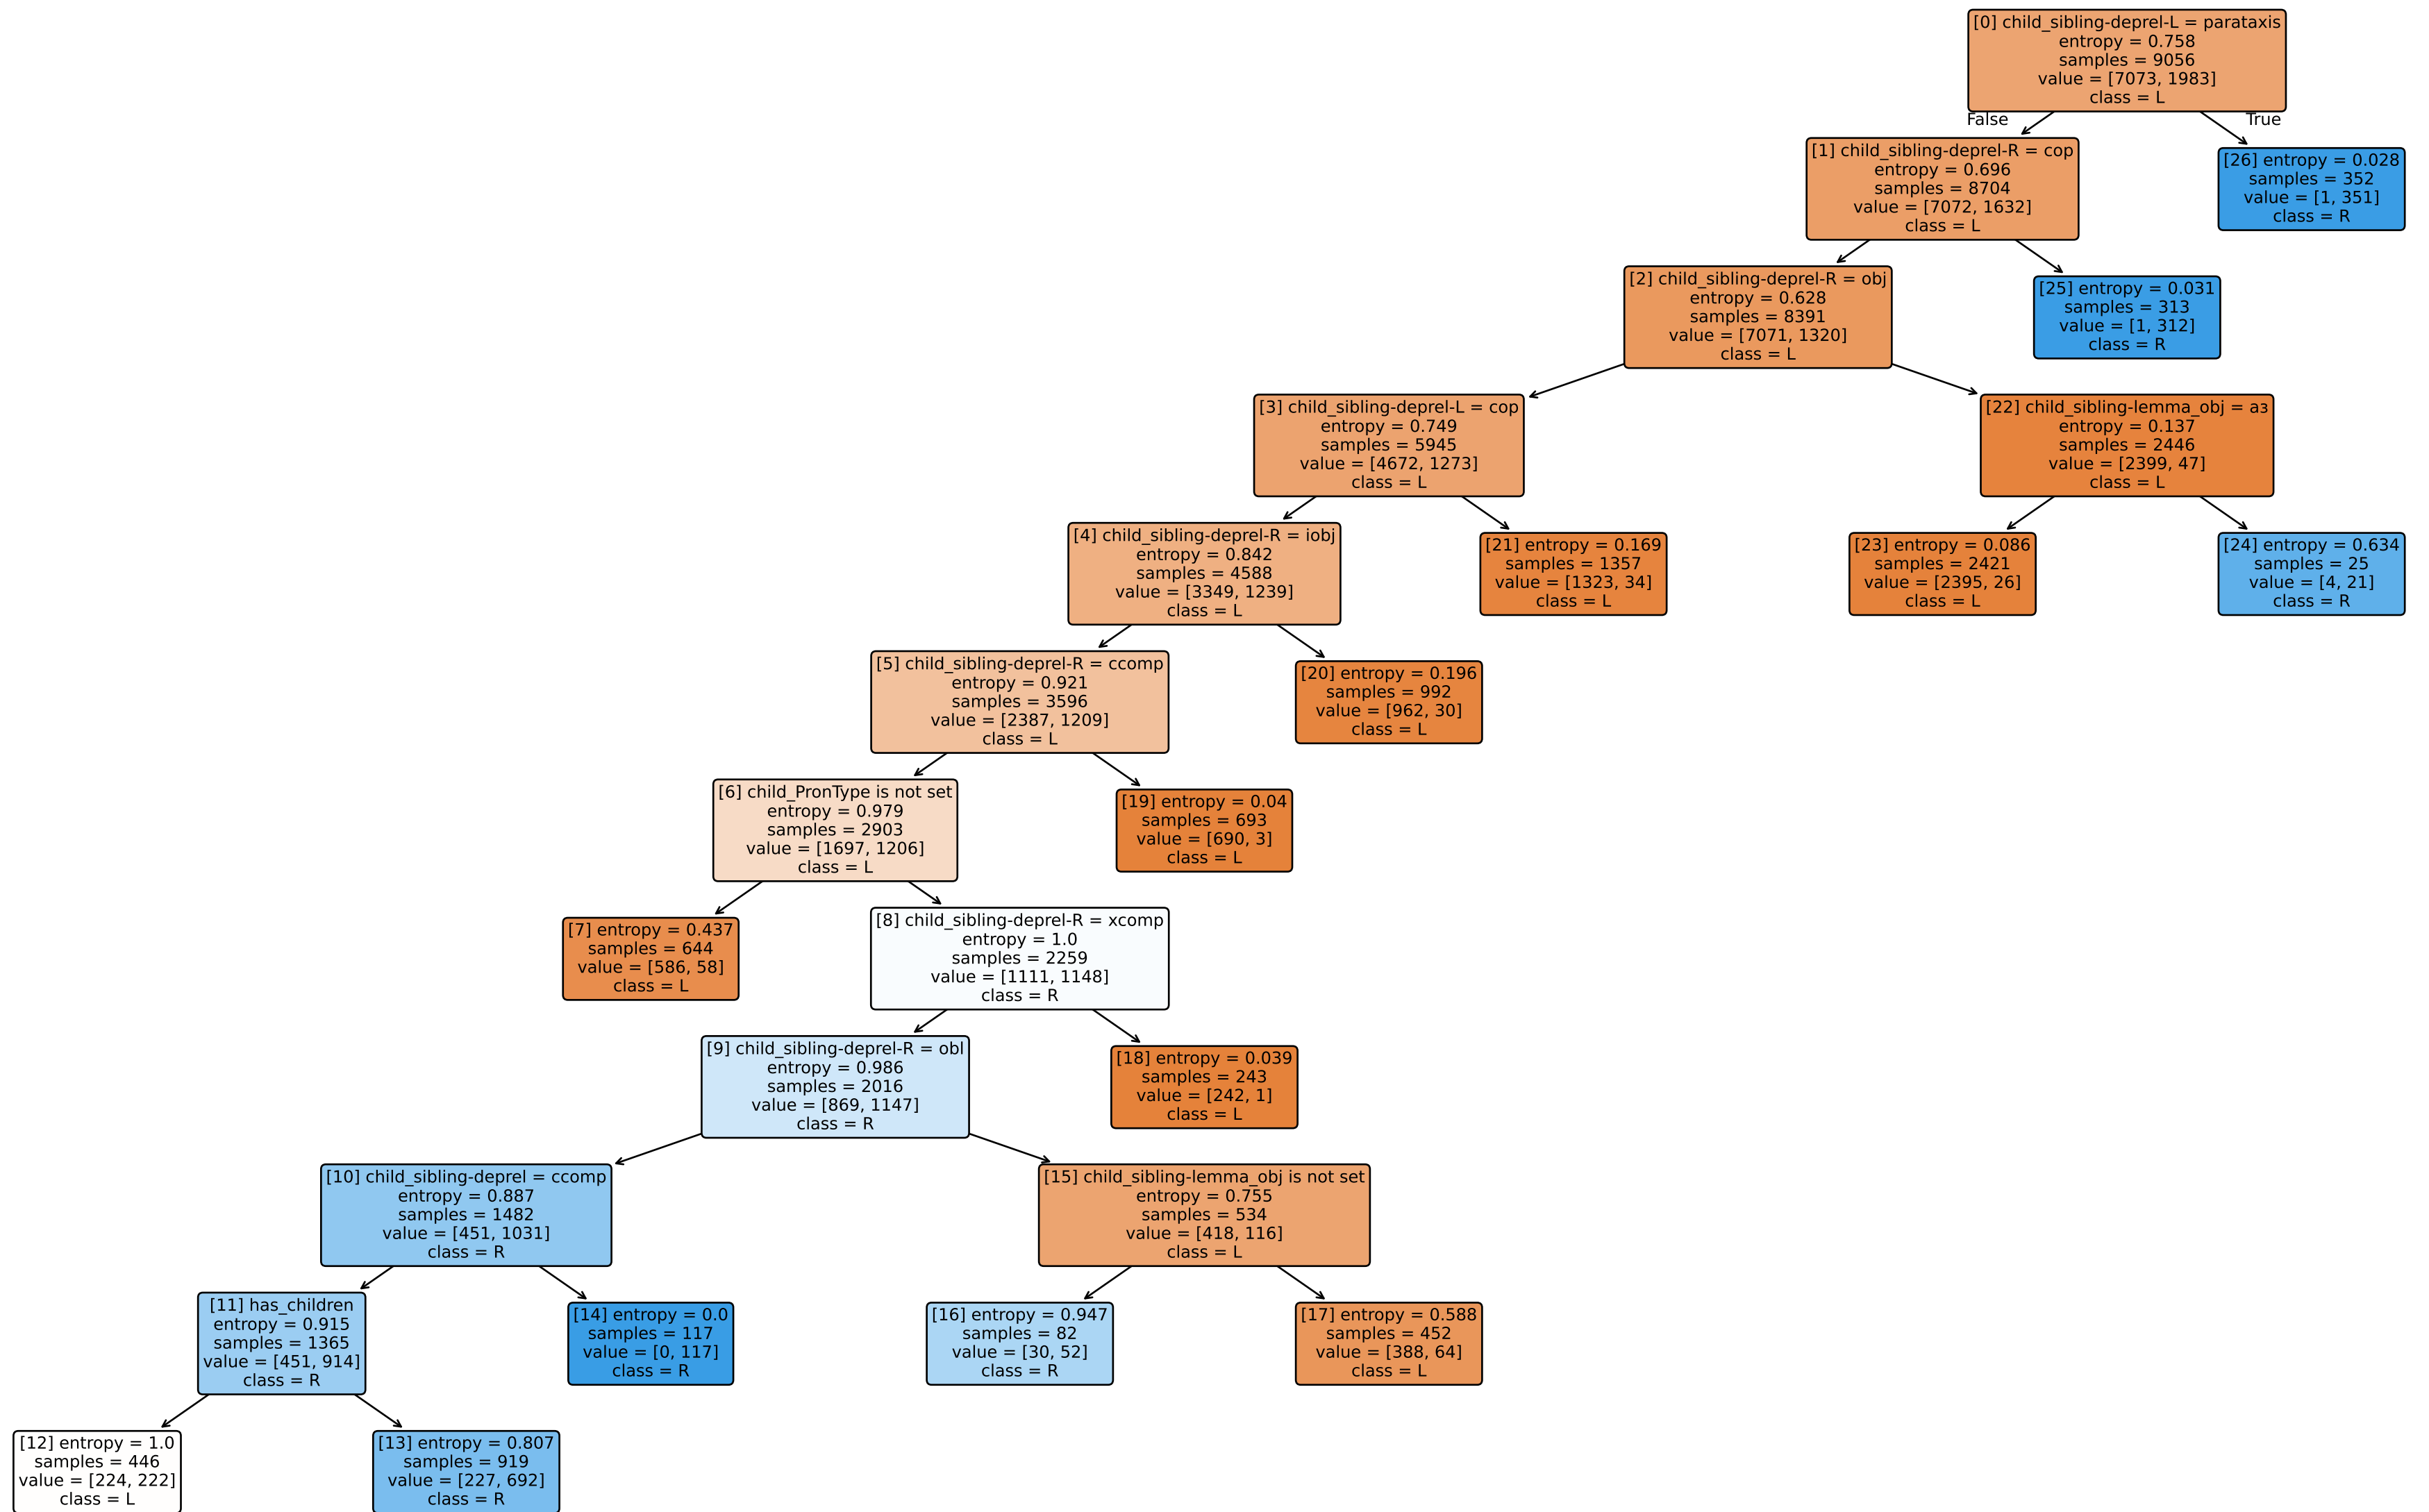 [0] child_sibling-deprel-L = parataxis
entropy = 0.758
samples = 9056
value = [7073, 1983]
class = L
False
True
[1] child_sibling-deprel-R = cop
entropy = 0.696
samples = 8704
value = [7072, 1632]
class = L
[26] entropy = 0.028
samples = 352
value = [1, 351]
class = R
[2] child_sibling-deprel-R = obj
entropy = 0.628
samples = 8391
value = [7071, 1320]
class = L
[25] entropy = 0.031
samples = 313
value = [1, 312]
class = R
[3] child_sibling-deprel-L = cop
entropy = 0.749
samples = 5945
value = [4672, 1273]
class = L
[22] child_sibling-lemma_obj = аз
entropy = 0.137
samples = 2446
value = [2399, 47]
class = L
[4] child_sibling-deprel-R = iobj
entropy = 0.842
samples = 4588
value = [3349, 1239]
class = L
[21] entropy = 0.169
samples = 1357
value = [1323, 34]
class = L
[23] entropy = 0.086
samples = 2421
value = [2395, 26]
class = L
[24] entropy = 0.634
samples = 25
value = [4, 21]
class = R
[5] child_sibling-deprel-R = ccomp
entropy = 0.921
samples = 3596
value = [2387, 1209]
class = L
[20] entropy = 0.196
samples = 992
value = [962, 30]
class = L
[6] child_PronType is not set
entropy = 0.979
samples = 2903
value = [1697, 1206]
class = L
[19] entropy = 0.04
samples = 693
value = [690, 3]
class = L
[7] entropy = 0.437
samples = 644
value = [586, 58]
class = L
[8] child_sibling-deprel-R = xcomp
entropy = 1.0
samples = 2259
value = [1111, 1148]
class = R
[9] child_sibling-deprel-R = obl
entropy = 0.986
samples = 2016
value = [869, 1147]
class = R
[18] entropy = 0.039
samples = 243
value = [242, 1]
class = L
[10] child_sibling-deprel = ccomp
entropy = 0.887
samples = 1482
value = [451, 1031]
class = R
[15] child_sibling-lemma_obj is not set
entropy = 0.755
samples = 534
value = [418, 116]
class = L
[11] has_children
entropy = 0.915
samples = 1365
value = [451, 914]
class = R
[14] entropy = 0.0
samples = 117
value = [0, 117]
class = R
[16] entropy = 0.947
samples = 82
value = [30, 52]
class = R
[17] entropy = 0.588
samples = 452
value = [388, 64]
class = L
[12] entropy = 1.0
samples = 446
value = [224, 222]
class = L
[13] entropy = 0.807
samples = 919
value = [227, 692]
class = R